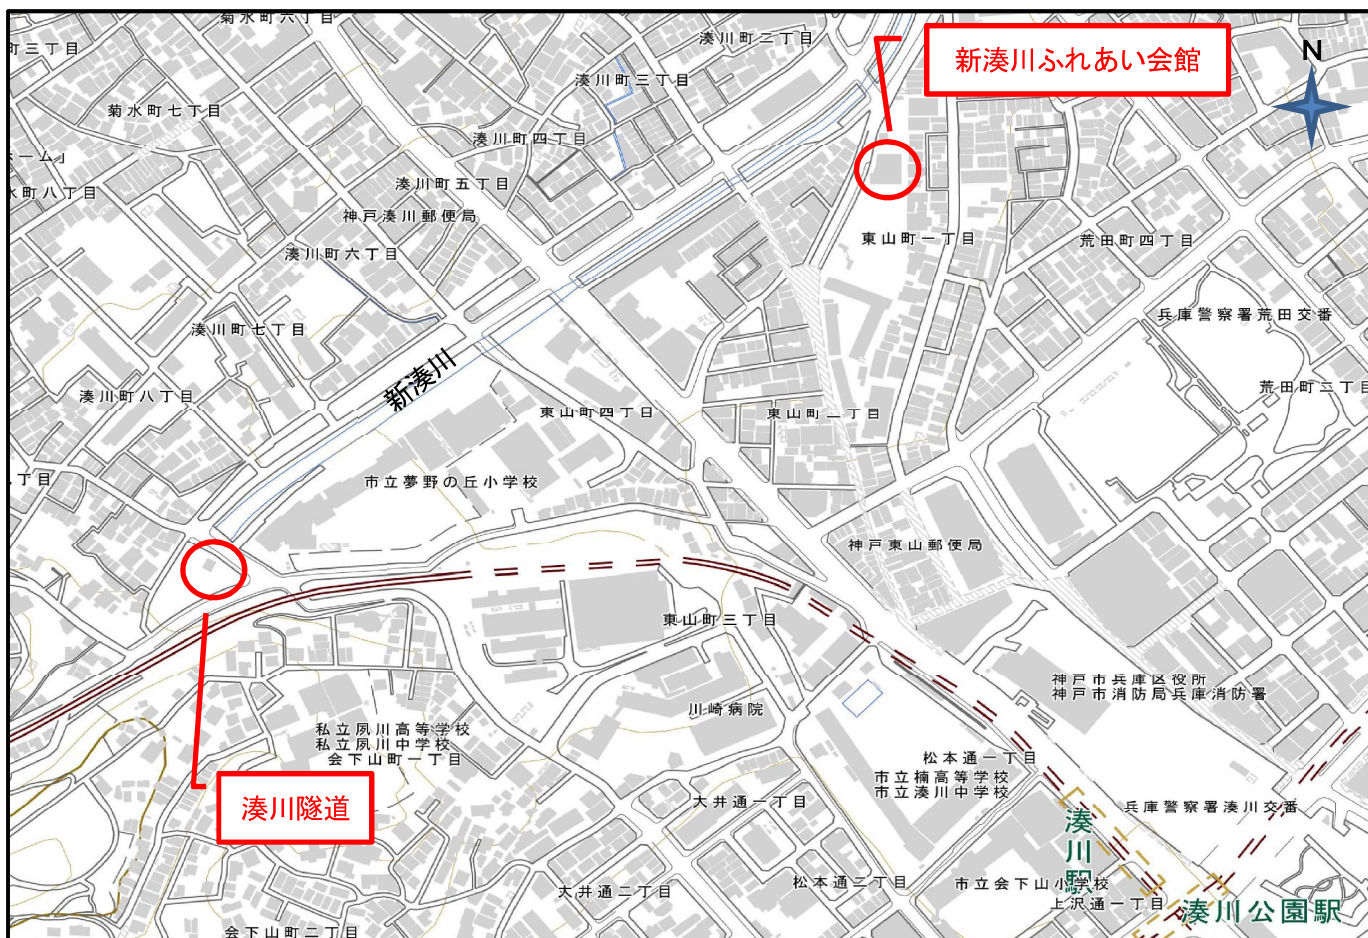 菊水町六丁目
湊川町二丁目
新湊川ふれあい会館
N
町三丁目
湊川町三丁目
菊水町七丁目
湊川町四丁目
ホーム」
湊川町五丁目
水町八丁目
神戸湊川郵便局
東山町一丁目
荒田町四丁目
湊川町六丁目
兵庫警察署荒田交番
湊川町七丁目
新湊川
荒田町二丁目
湊川町八丁目
東山町四丁目
東山町二丁目
丁目
市立夢野の丘小学校
神戸東山郵便局
東山町三丁目
神戸市兵庫区役所
神戸市消防局兵庫消防署
川崎病院
私立夙川高等学校
私立夙川中学校
会下山町一丁目
松本通一丁目
市立楠高等学校
市立湊川中学校
湊川隧道
大井通一丁目
兵庫警察署湊川交番
湊川駅
松本通二丁目
市立会下山小学校
大井通二丁目
上沢通一丁目
湊川公園駅
会下山町二丁目